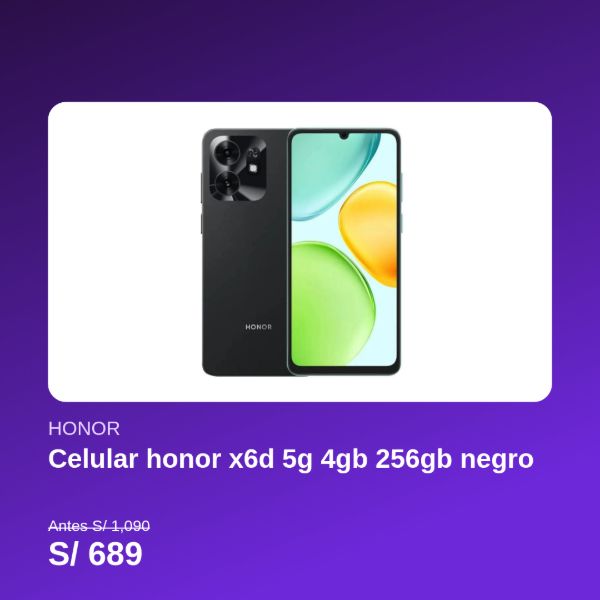 HONOR
HONOR
Celular honor x6d 5g 4gb 256gb negro
Antes S/ 1,090
S/ 689